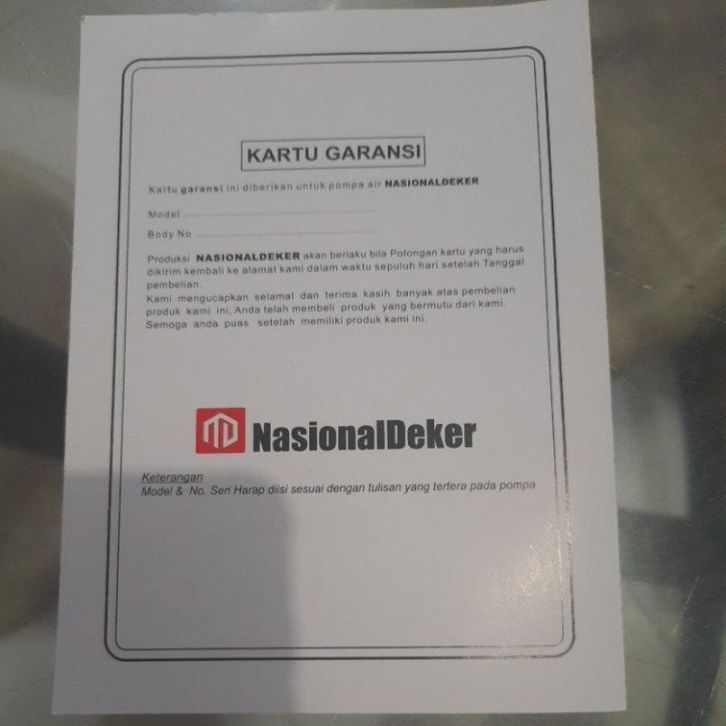 KARTU GARANSI
Kartu garansi ini diberikan untuk pompa air NASIONALDEKER
Model
Body No
Produksi NASIONALDEKER akan berlaku bila Potongan kartu yang harus
dikirim kembali ke alamat kami dalam waktu sepuluh hari setelah Tanggal
pembelian.
Kami mengucapkan selamat dan terima kasih banyak atas pembelian
produk kami ini, Anda telah membeli produk yang bermutu dari kami.
Semoga anda puas setelah memiliki produk kami ini.
NasionalDeker
Keterangan
Model & No. Seri Harap diisi sesuai dengan tulisan yang tertera pada pompa